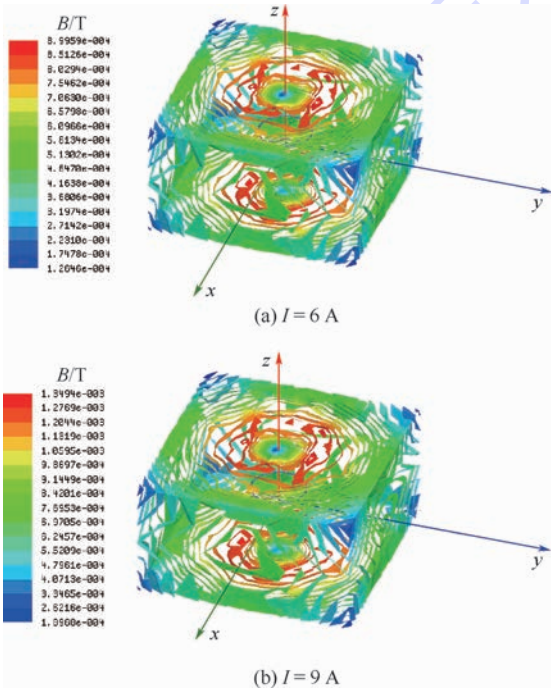 B/T
z
8.9959e-004
8.5126e-004
8.0294e-004
7.5462e-004
7.0630e-004
6.5798e-004
6.0966e-004
5.6134e-004
5.1302e-004
4.6470e-004
4.1638e-004
3.6806e-004
3.1974e-004
2.7142e-004
2.2310e-004
1.7478e-004
1.2646e-004
y
x
(a) I = 6 A
B/T
z
1.3494e-003
1.2769e-003
1.2044e-003
1.1319e-003
1.0595e-003
9.8697e-004
9.1449e-004
8.4201e-004
7.6953e-004
6.9705e-004
6.2457e-004
5.5209e-004
4.7961e-004
4.0713e-004
3.3465e-004
2.6216e-004
1.8968e-004
y
x
(b) I = 9 A